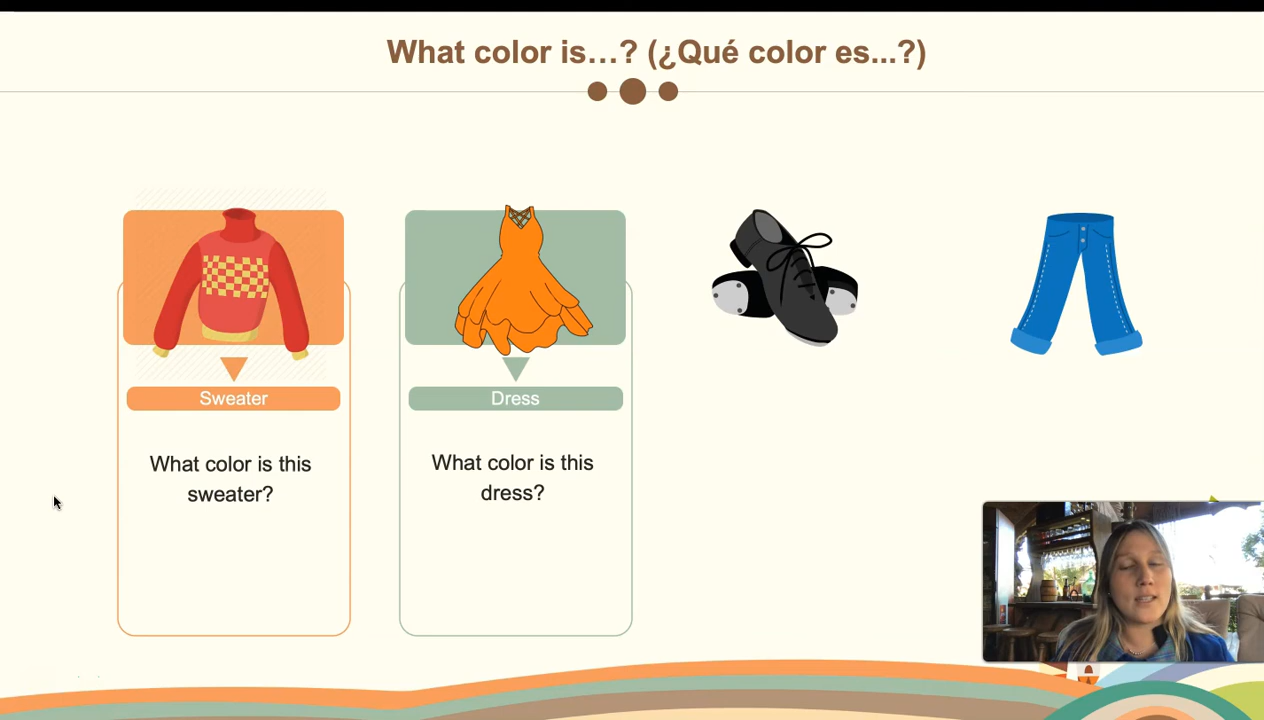 What color is…? (¿Qué color es...?)
Sweater
What color is this
sweater?
Dress
What color is this
dress?